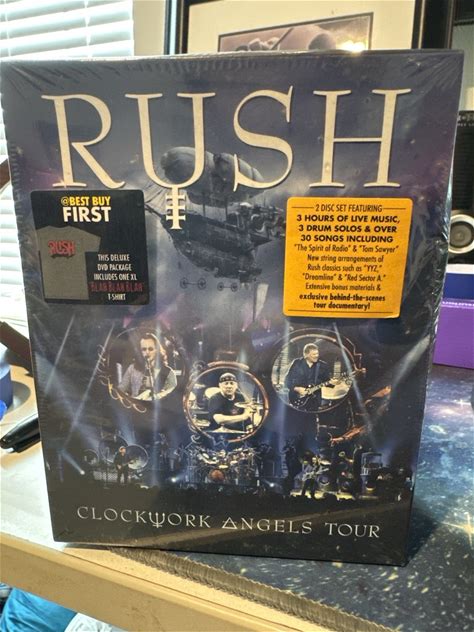 RUSH
@BEST BUY
FIRST
RUSH
THIS DELUXE
DVD PACKAGE
INCLUDES ONE XL
"BLAH BLAH BLAH"
T-SHIRT
2 DISC SET FEATURING
3 HOURS OF LIVE MUSIC,
3 DRUM SOLOS & OVER
30 SONGS INCLUDING
"The Spirit of Radio" & "Tom Sawyer"
New string arrangements of
Rush classics such as "YYZ,"
"Dreamline" & "Red Sector A."
Extensive bonus materials &
exclusive behind-the-scenes
tour documentary!
CLOCKWORK ANGELS TOUR